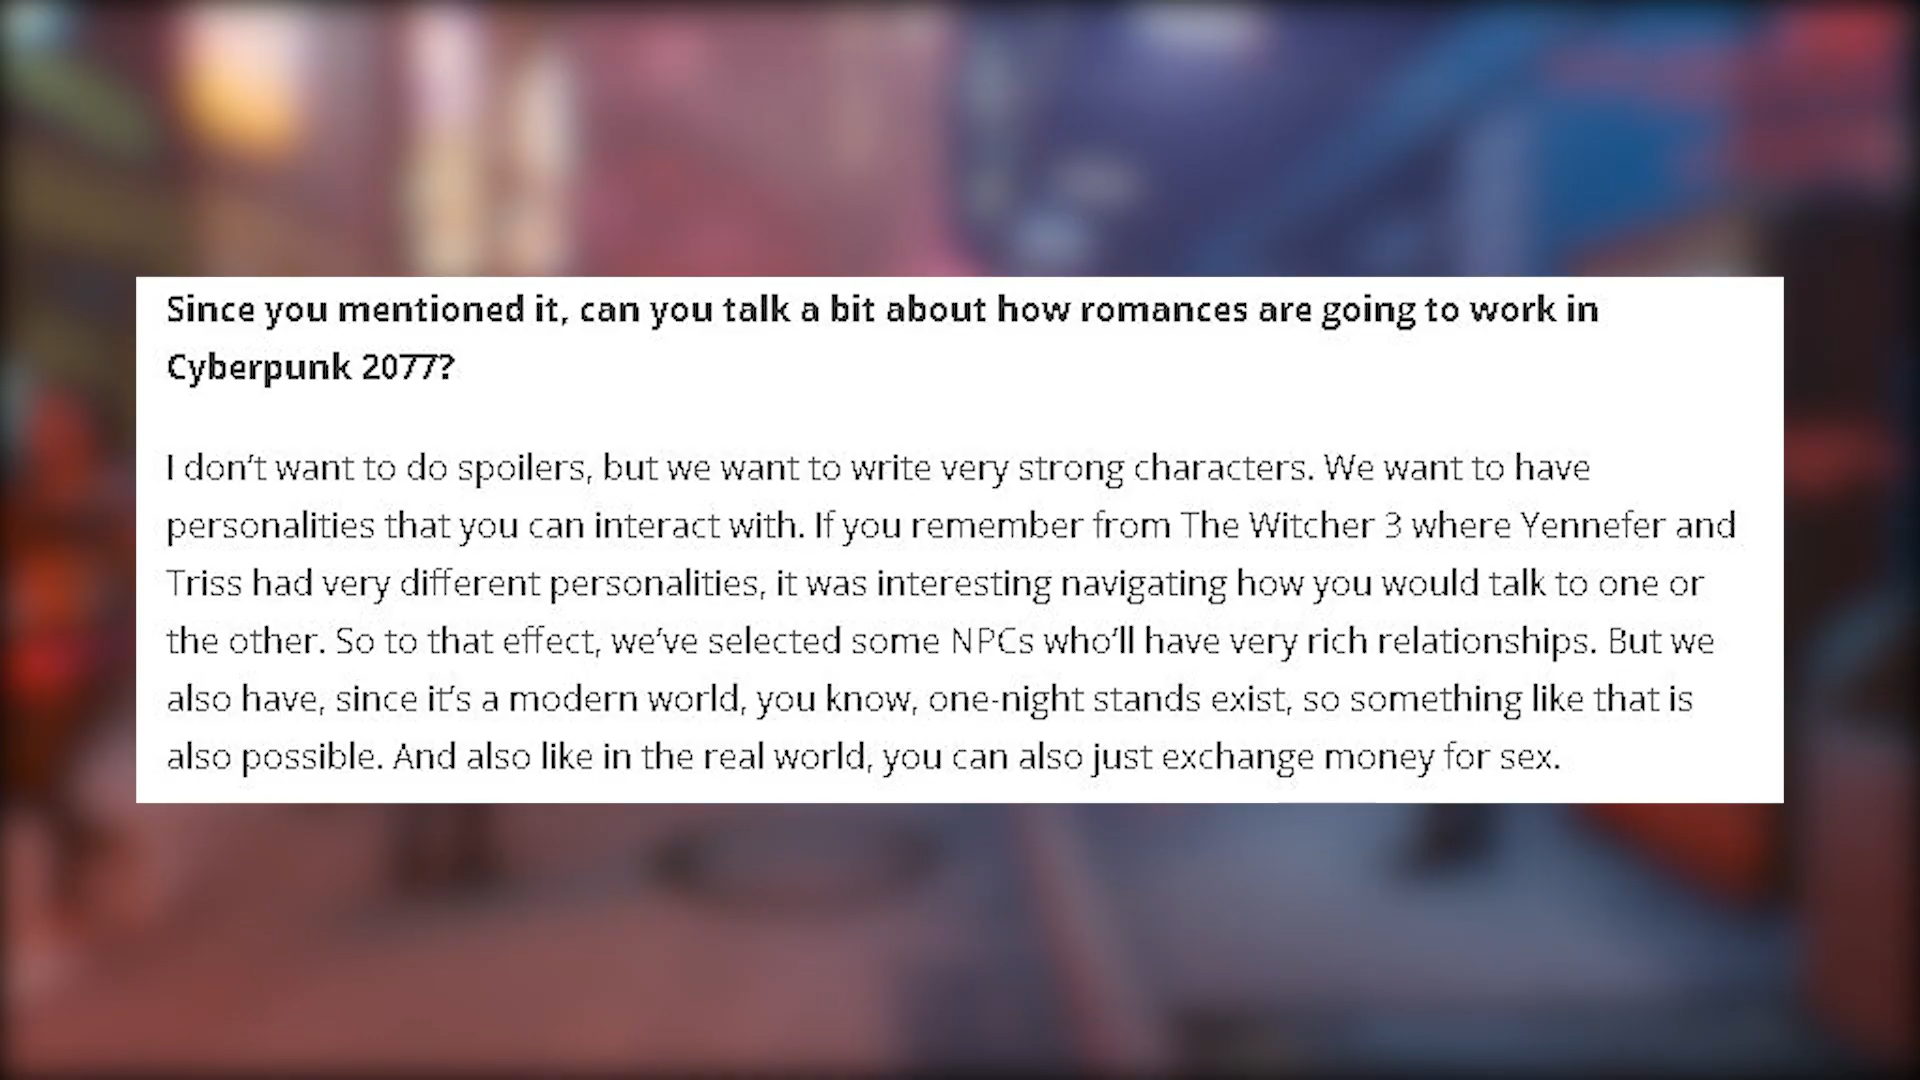 Since you mentioned it, can you talk a bit about how romances are going to work in
Cyberpunk 2077?
I don’t want to do spoilers, but we want to write very strong characters. We want to have
personalities that you can interact with. If you remember from The Witcher 3 where Yennefer and
Triss had very different personalities, it was interesting navigating how you would talk to one or
the other. So to that effect, we’ve selected some NPCs who’ll have very rich relationships. But we
also have, since it’s a modern world, you know, one-night stands exist, so something like that is
also possible. And also like in the real world, you can also just exchange money for sex.